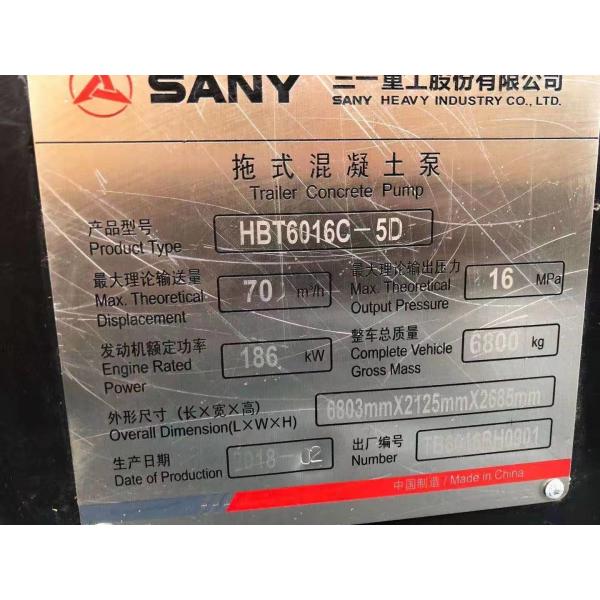 SANY 三一重工股份有限公司
SANY HEAVY INDUSTRY CO., LTD.
拖式混凝土泵
Trailer Concrete Pump
产品型号
Product Type
HBT6016C-5D
最大理论输送量
Max. Theoretical
Displacement
70 m³/h
最大理论输出压力
Max. Theoretical
Output Pressure
16 MPa
发动机额定功率
Engine Rated
Power
186 kW
整车总质量
Complete Vehicle
Gross Mass
6800 kg
外形尺寸（长×宽×高）
Overall Dimension(L×W×H)
6803mmX2125mmX2685mm
生产日期
Date of Production
2018-02
出厂编号
Number
中国制造 / Made in China